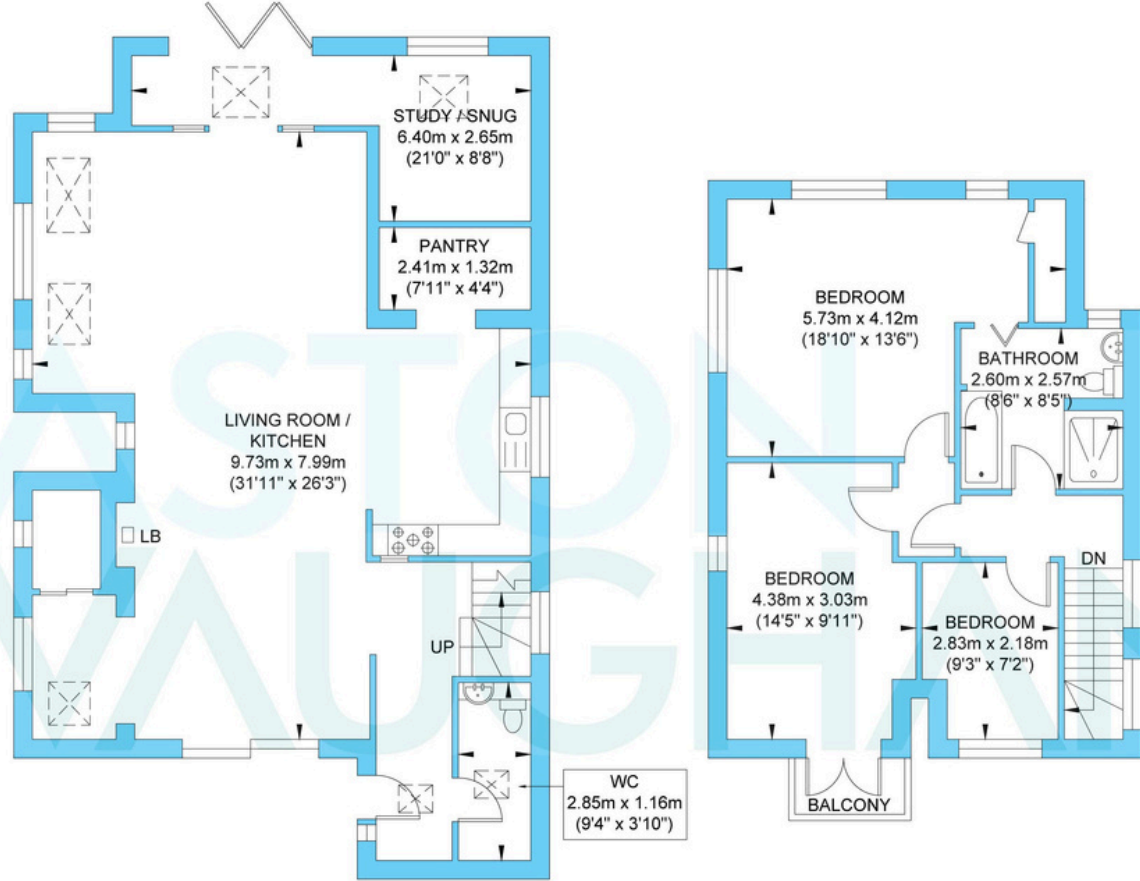 STUDY / SNUG
6.40m x 2.65m
(21'0" x 8'8")
PANTRY
2.41m x 1.32m
(7'11" x 4'4")
LIVING ROOM /
KITCHEN
9.73m x 7.99m
(31'11" x 26'3")
LB
UP
WC
2.85m x 1.16m
(9'4" x 3'10")
BEDROOM
5.73m x 4.12m
(18'10" x 13'6")
BATHROOM
2.60m x 2.57m
(8'6" x 8'5")
BEDROOM
4.38m x 3.03m
(14'5" x 9'11")
DN
BEDROOM
2.83m x 2.18m
(9'3" x 7'2")
BALCONY
ASTON
VAUGHAN